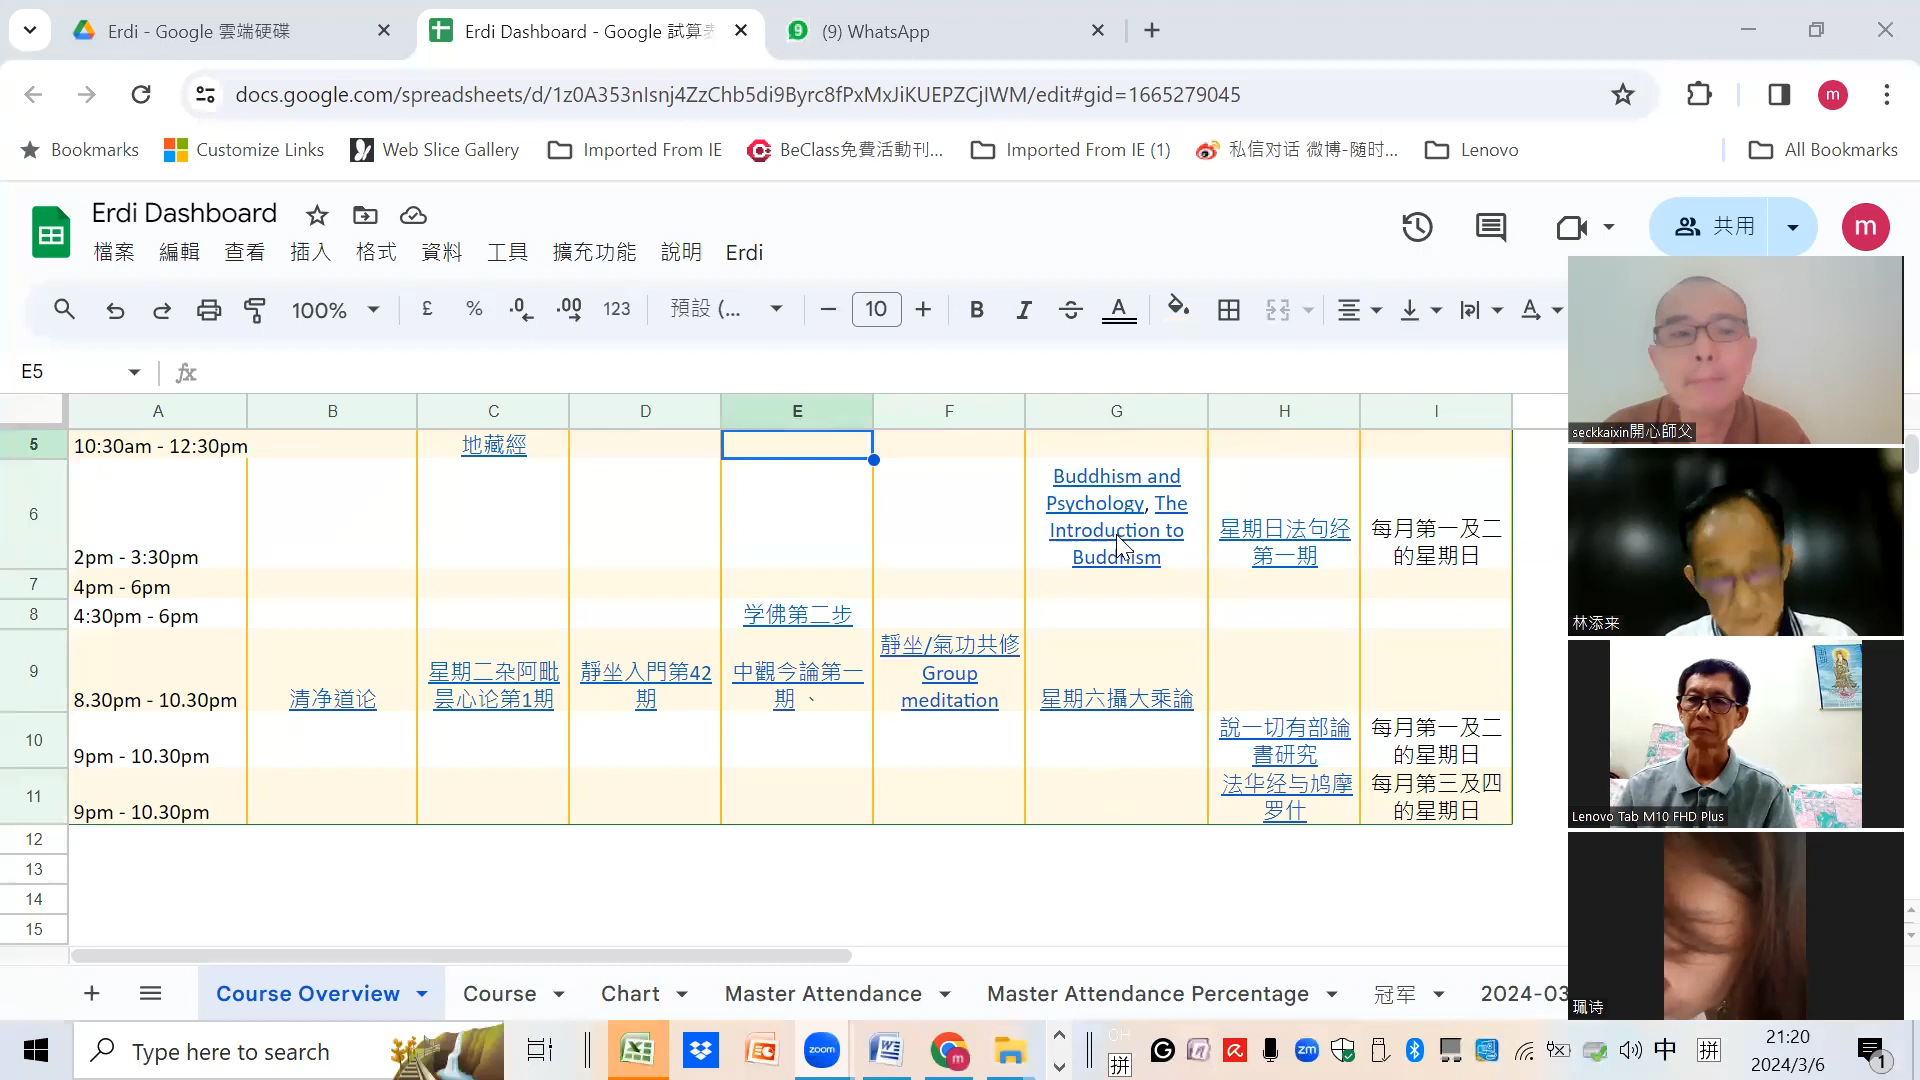 Erdi - Google 雲端硬碟
Erdi Dashboard - Google 試算表
(9) WhatsApp
docs.google.com/spreadsheets/d/1z0A353nIsnj4ZzChb5di9Byrc8fPxMxJiKUEPZCjIWM/edit#gid=1665279045
Bookmarks
Customize Links
Web Slice Gallery
Imported From IE
BeClass免費活動刊...
Imported From IE (1)
私信对话 微博-随时...
Lenovo
All Bookmarks
Erdi Dashboard
檔案 編輯 查看 插入 格式 資料 工具 擴充功能 說明 Erdi
共用
m
100% £ % .0 .00 123 預設 (... 10 B I A
E5
A B C D E F G H I
5 10:30am - 12:30pm 地藏經
6 2pm - 3:30pm
Buddhism and
Psychology, The
Introduction to
Buddhism
星期日法句经
第一期
每月第一及二
的星期日
7 4pm - 6pm
8 4:30pm - 6pm 学佛第二步
9 8.30pm - 10.30pm 清净道论
星期二杂阿毗
昙心论第1期
靜坐入門第42
期
中觀今論第一
期、
靜坐/氣功共修
Group
meditation
星期六攝大乘論
10 9pm - 10.30pm
說一切有部論
書研究
每月第一及二
的星期日
11 9pm - 10.30pm
法华经与鸠摩
罗什
每月第三及四
的星期日
12
13
14
15
seckkaixin開心師父
林添来
Lenovo Tab M10 FHD Plus
珮诗
Course Overview
Course
Chart
Master Attendance
Master Attendance Percentage
冠军
2024-03
Type here to search
zoom
zm
CH
拼
中
拼
21:20
2024/3/6
1